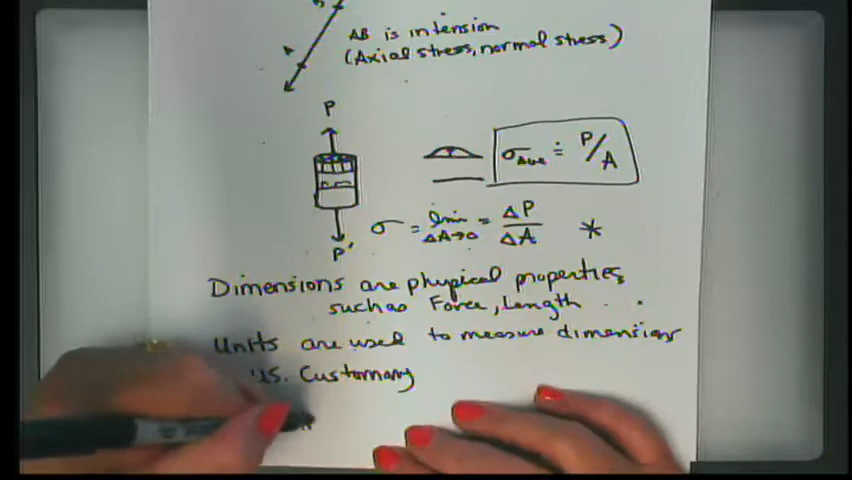 B
AB is in tension
A
(Axial stress, normal stress)
P
σAve = P/A
P'
σ = lim = ΔP
ΔA→0 ΔA *
Dimensions are physical properties
such as Force, Length
Units are used to measure dimensions
U.S. Customary